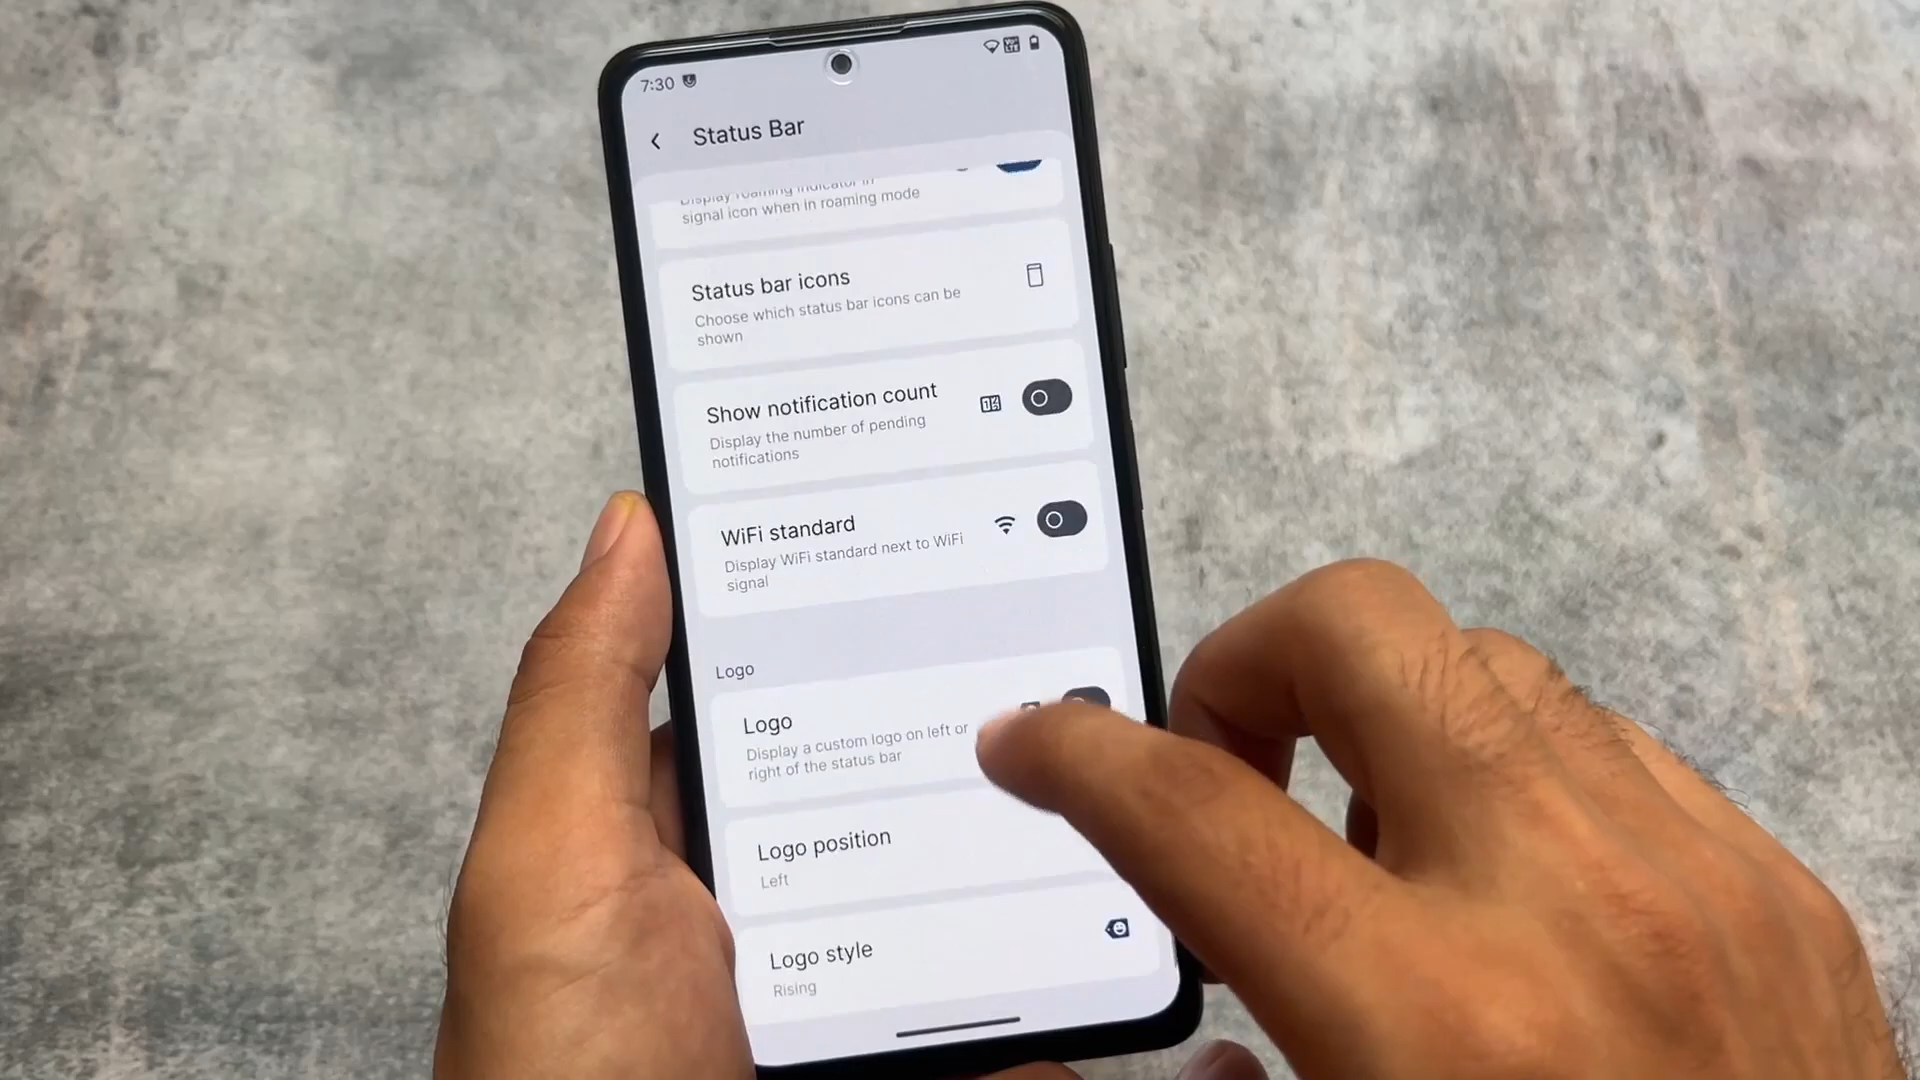 7:30
Status Bar
Display roaming indicator in
signal icon when in roaming mode
Status bar icons
Choose which status bar icons can be
shown
Show notification count
Display the number of pending
notifications
WiFi standard
Display WiFi standard next to WiFi
signal
Logo
Logo
Display a custom logo on left or
right of the status bar
Logo position
Left
Logo style
Rising